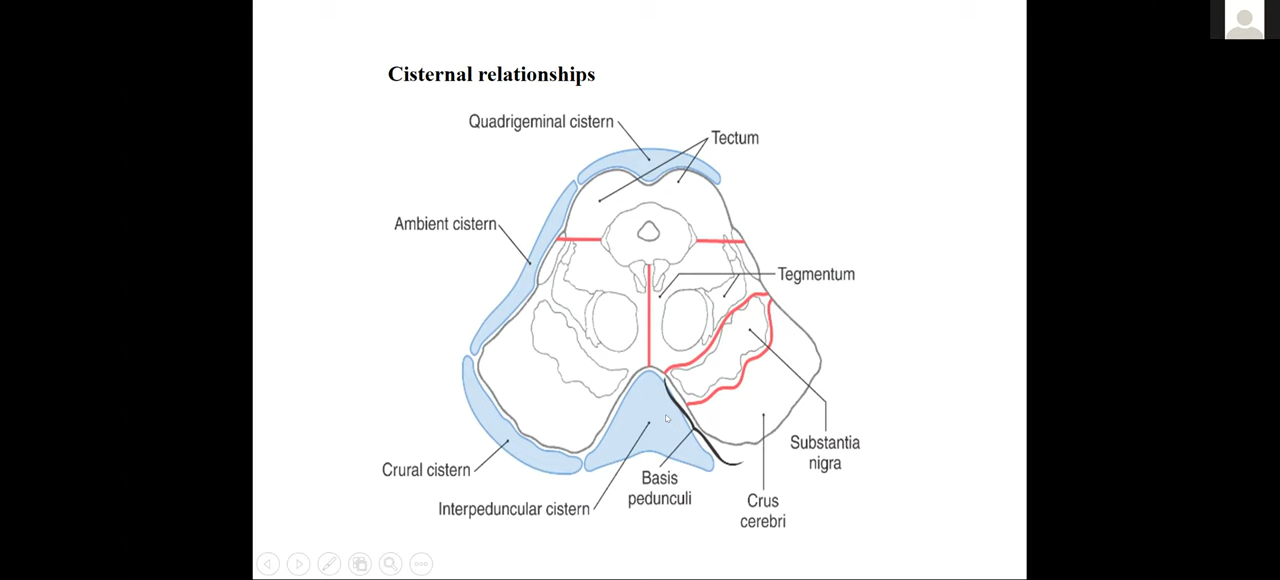 Cisternal relationships
Quadrigeminal cistern
Tectum
Ambient cistern
Tegmentum
Substantia
nigra
Crural cistern
Basis
pedunculi
Interpeduncular cistern
Crus
cerebri